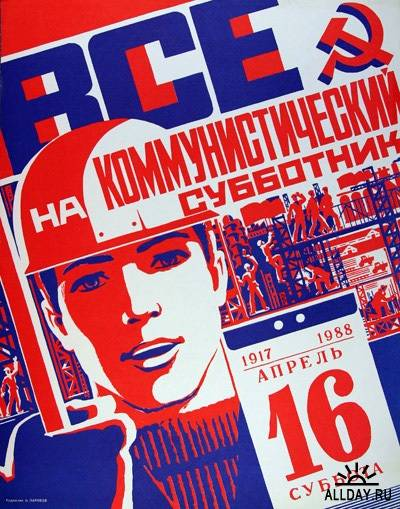 ВСЕ
НА КОММУНИСТИЧЕСКИЙ
СУББОТНИК
1917 1988
АПРЕЛЬ
16
СУББОТА
ALLDAY.RU